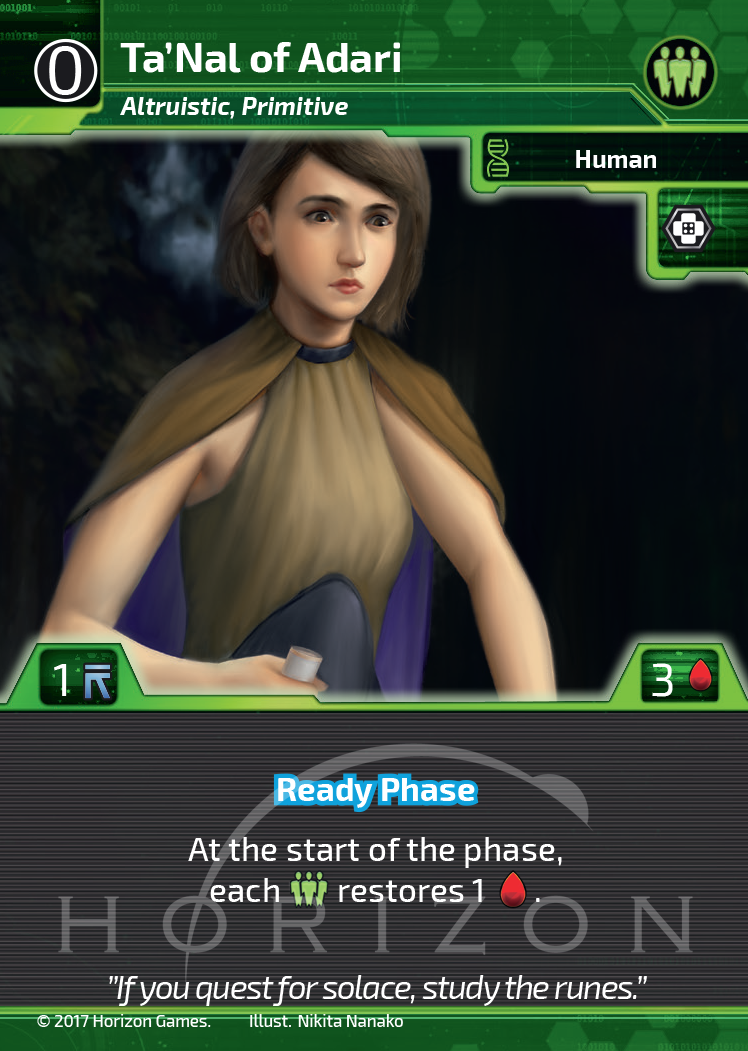 0
Ta’Nal of Adari
Altruistic, Primitive
Human
1
3
Ready Phase
At the start of the phase,
each restores 1 .
HORIZON
”If you quest for solace, study the runes.”
© 2017 Horizon Games. Illust. Nikita Nanako